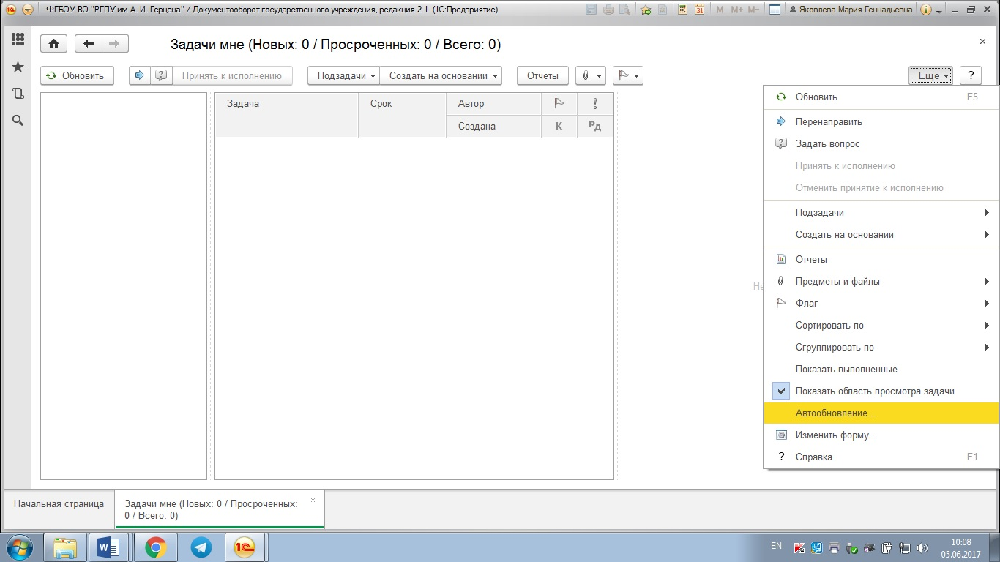 ФГБОУ ВО "РГПУ им А. И. Герцена" / Документооборот государственного учреждения, редакция 2.1 (1С:Предприятие)
M M+ M- Яковлева Мария Геннадьевна
Задачи мне (Новых: 0 / Просроченных: 0 / Всего: 0)
Обновить Принять к исполнению Подзадачи Создать на основании Отчеты Еще ?
Задача Срок Автор
Создана К Рд
Обновить F5
Перенаправить
Задать вопрос
Принять к исполнению
Отменить принятие к исполнению
Подзадачи
Создать на основании
Отчеты
Предметы и файлы
Не
Флаг
Сортировать по
Сгруппировать по
Показать выполненные
Показать область просмотра задачи
Автообновление...
Изменить форму...
? Справка F1
Начальная страница
Задачи мне (Новых: 0 / Просроченных:
0 / Всего: 0)
EN
10:08
05.06.2017